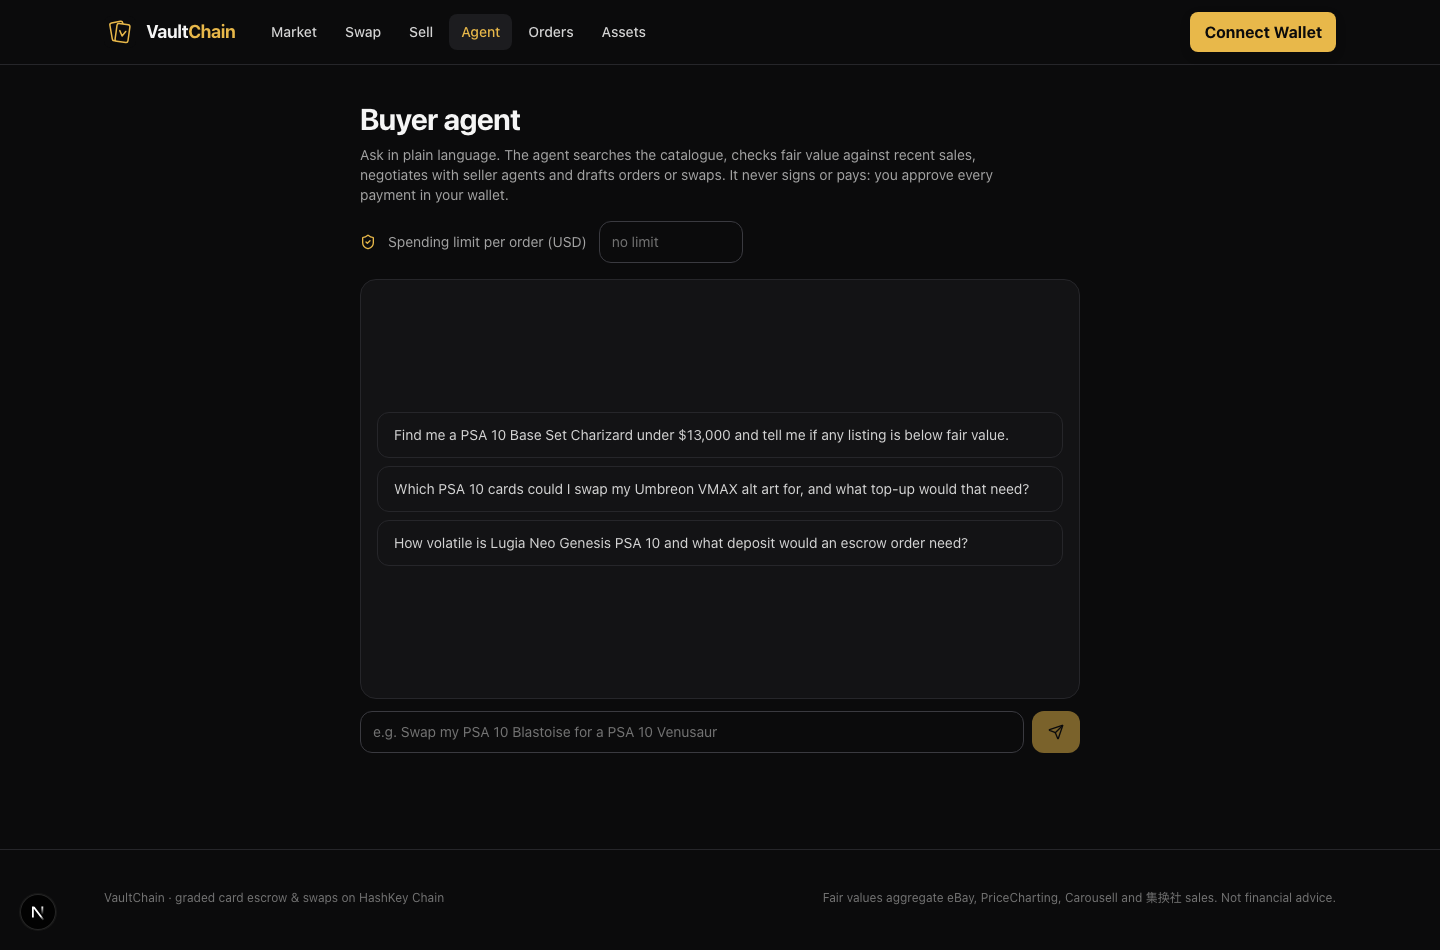 VaultChain
Market
Swap
Sell
Agent
Orders
Assets
Connect Wallet
Buyer agent
Ask in plain language. The agent searches the catalogue, checks fair value against recent sales,
negotiates with seller agents and drafts orders or swaps. It never signs or pays: you approve every
payment in your wallet.
Spending limit per order (USD)
no limit
Find me a PSA 10 Base Set Charizard under $13,000 and tell me if any listing is below fair value.
Which PSA 10 cards could I swap my Umbreon VMAX alt art for, and what top-up would that need?
How volatile is Lugia Neo Genesis PSA 10 and what deposit would an escrow order need?
e.g. Swap my PSA 10 Blastoise for a PSA 10 Venusaur
VaultChain · graded card escrow & swaps on HashKey Chain
Fair values aggregate eBay, PriceCharting, Carousell and 集换社 sales. Not financial advice.
N